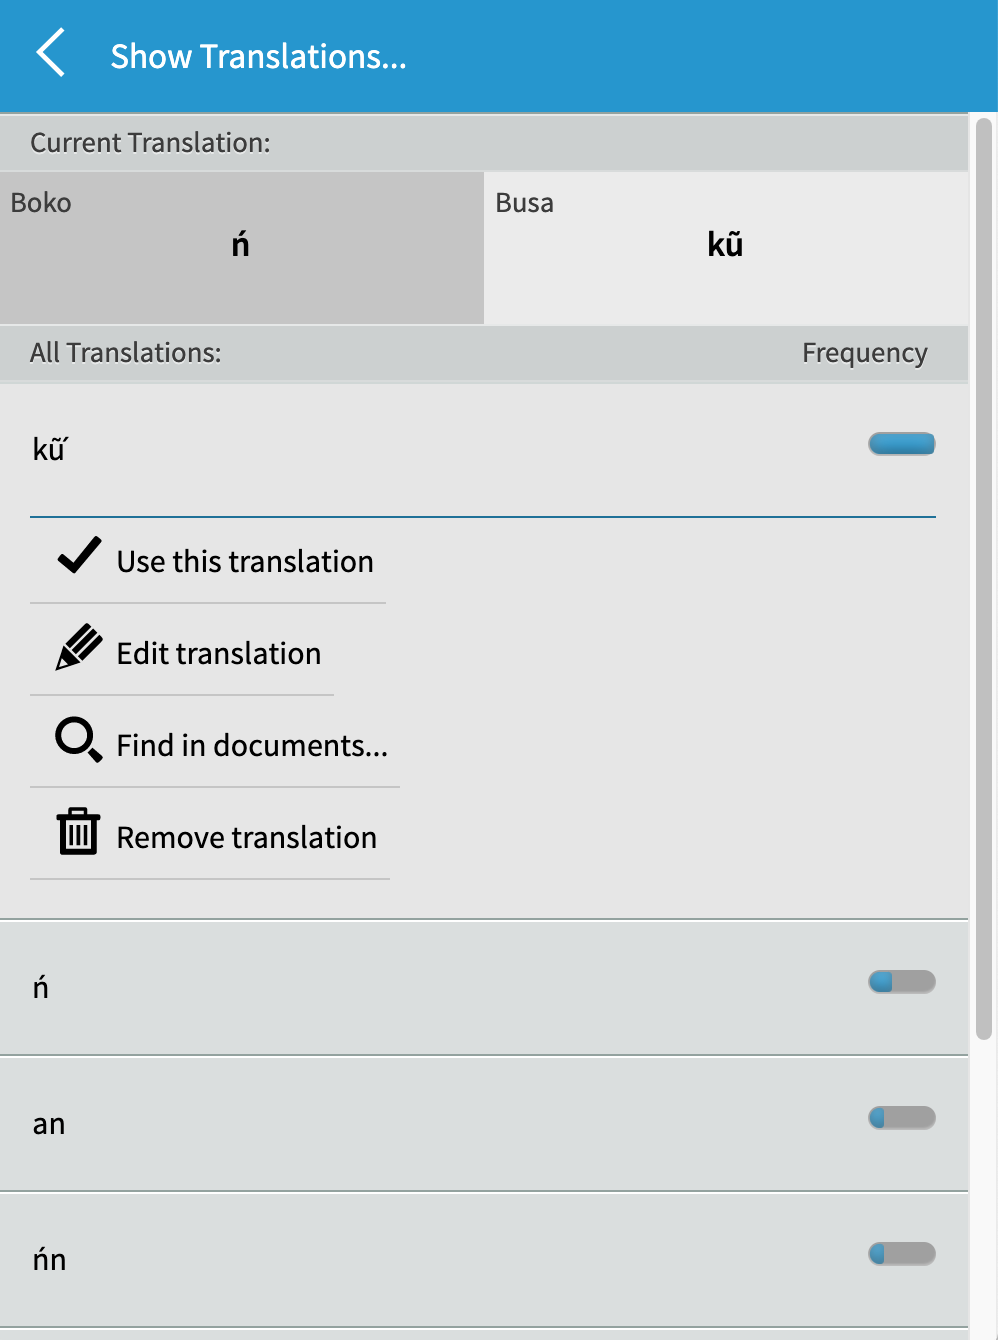 Show Translations...
Current Translation:
Boko
Busa
ń
kũ
All Translations:
Frequency
kṹ
Use this translation
Edit translation
Find in documents...
Remove translation
ń
an
ńn